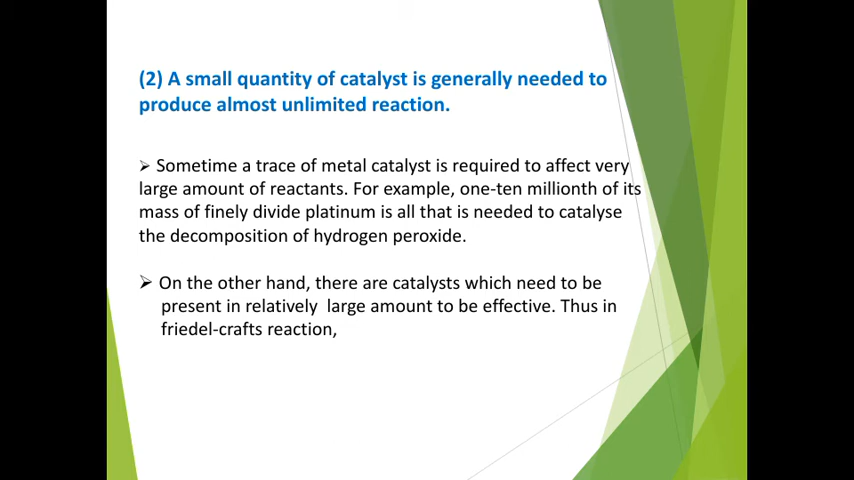 (2) A small quantity of catalyst is generally needed to
produce almost unlimited reaction.
➢ Sometime a trace of metal catalyst is required to affect very
large amount of reactants. For example, one-ten millionth of its
mass of finely divide platinum is all that is needed to catalyse
the decomposition of hydrogen peroxide.
➢ On the other hand, there are catalysts which need to be
present in relatively large amount to be effective. Thus in
friedel-crafts reaction,